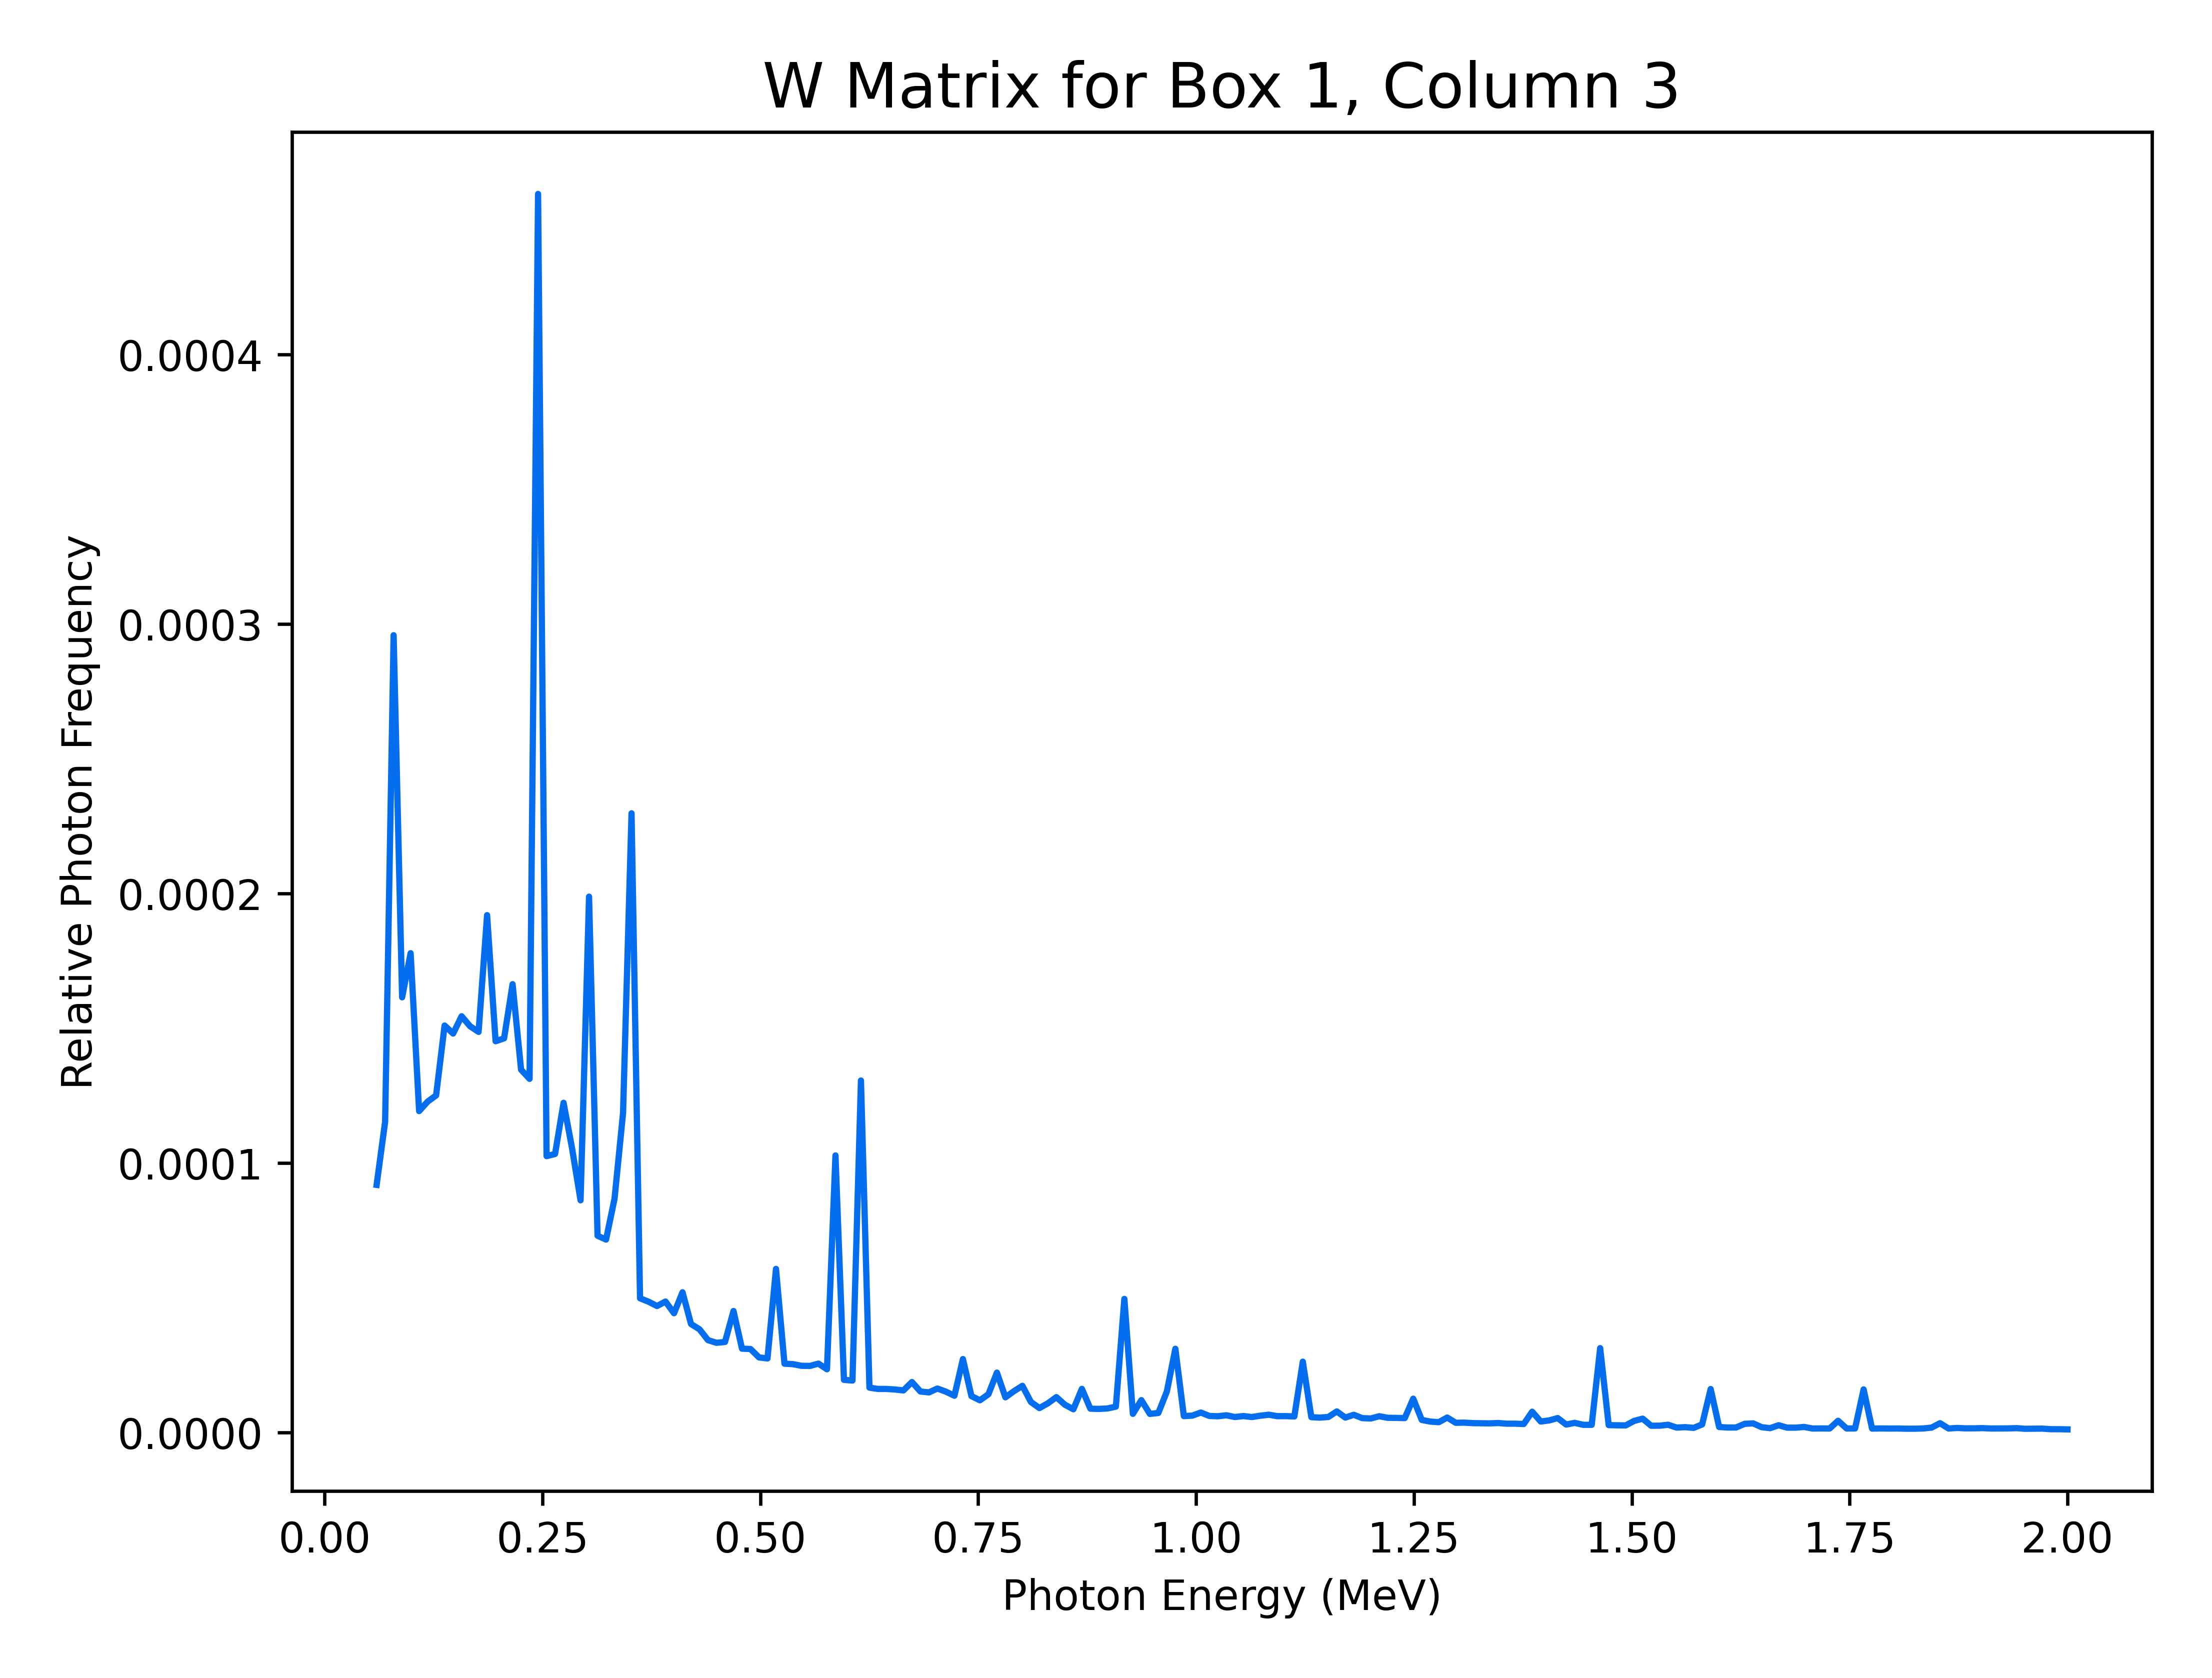 W Matrix for Box 1, Column 3
Relative Photon Frequency
0.0004
0.0003
0.0002
0.0001
0.0000
0.00 0.25 0.50 0.75 1.00 1.25 1.50 1.75 2.00
Photon Energy (MeV)